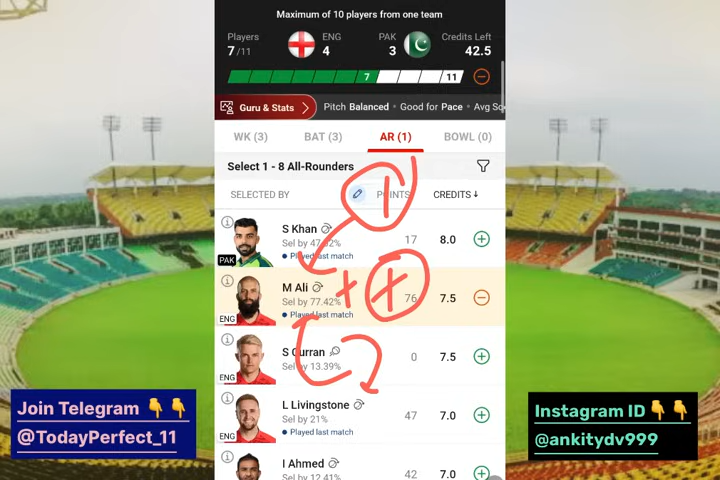 Maximum of 10 players from one team
Players ENG PAK Credits Left
7/11 4 3 42.5
7 11
Guru & Stats Pitch Balanced • Good for Pace • Avg Sc
WK (3) BAT (3) AR (1) BOWL (0)
Select 1 - 8 All-Rounders
SELECTED BY POINTS CREDITS↓
S Khan
Sel by 47.
PAK
17 8.0
Played last match
M Ali
Sel by 77.42%
ENG
76 7.5
Played last match
S Curran
Sel by 13.39%
ENG
0 7.5
L Livingstone
Sel by 21%
ENG
47 7.0
Played last match
I Ahmed
Sel by 12.41%
42 7.0
Join Telegram 👇👇
@TodayPerfect_11
Instagram ID👇👇
@ankitydv999